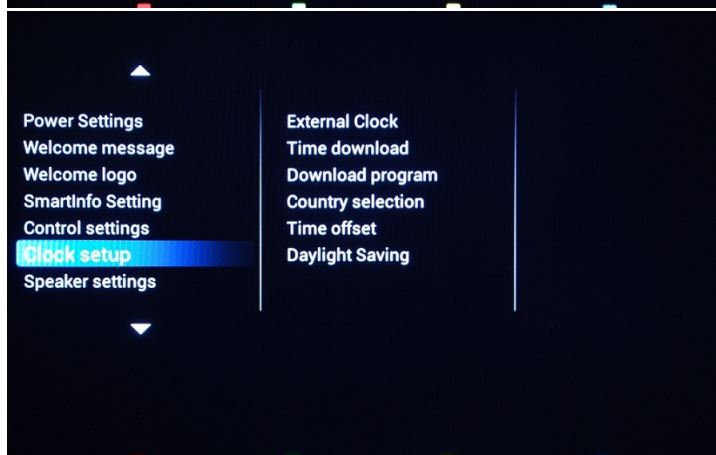 Power Settings
Welcome message
Welcome logo
SmartInfo Setting
Control settings
Clock setup
Speaker settings
External Clock
Time download
Download program
Country selection
Time offset
Daylight Saving